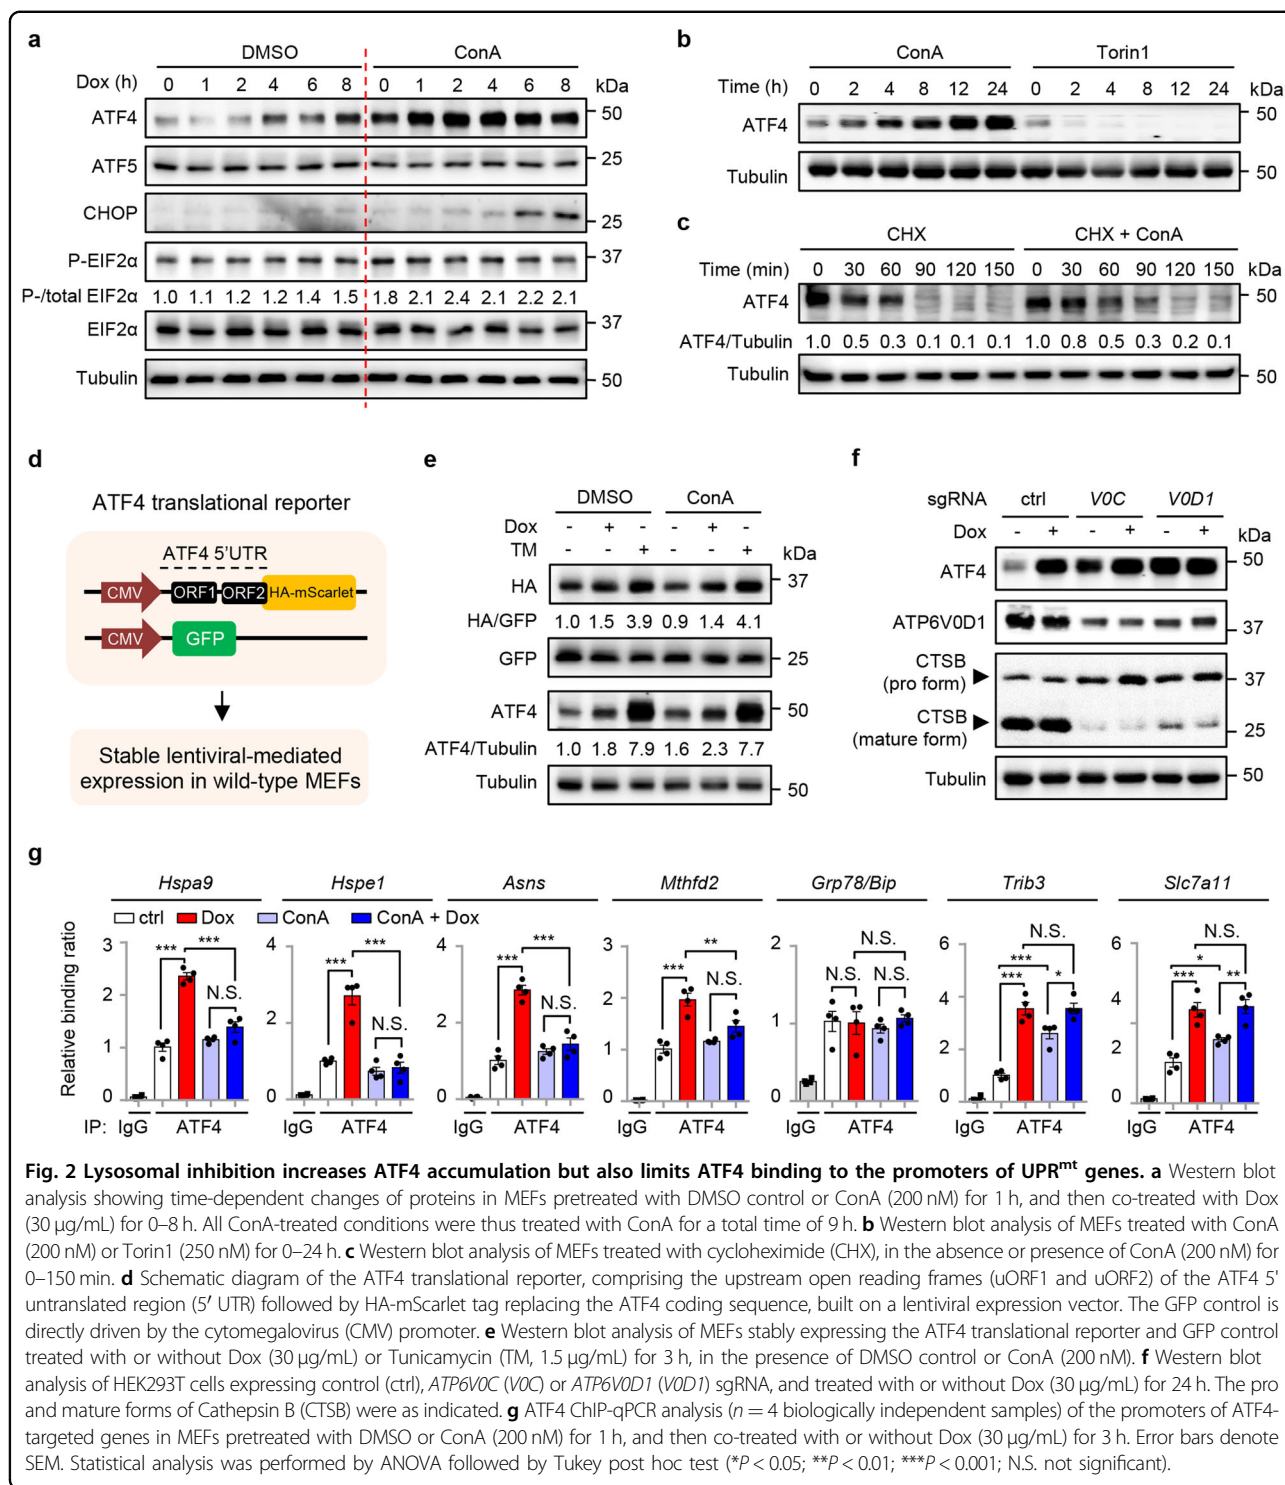 a
DMSO ConA
Dox (h) 0 1 2 4 6 8 0 1 2 4 6 8 kDa
ATF4 50
ATF5 25
CHOP 25
P-EIF2α 37
P-/total EIF2α 1.0 1.1 1.2 1.2 1.4 1.5 1.8 2.1 2.4 2.1 2.2 2.1
EIF2α 37
Tubulin 50
b
ConA Torin1
Time (h) 0 2 4 8 12 24 0 2 4 8 12 24 kDa
ATF4 50
Tubulin 50
c
CHX CHX + ConA
Time (min) 0 30 60 90 120 150 0 30 60 90 120 150 kDa
ATF4 50
ATF4/Tubulin 1.0 0.5 0.3 0.1 0.1 0.1 1.0 0.8 0.5 0.3 0.2 0.1
Tubulin 50
d
ATF4 translational reporter
ATF4 5'UTR
CMV ORF1 ORF2 HA-mScarlet
CMV GFP
Stable lentiviral-mediated
expression in wild-type MEFs
e
DMSO ConA
Dox - + - - + -
TM - - + - - + kDa
HA 37
HA/GFP 1.0 1.5 3.9 0.9 1.4 4.1
GFP 25
ATF4 50
ATF4/Tubulin 1.0 1.8 7.9 1.6 2.3 7.7
Tubulin 50
f
sgRNA ctrl V0C V0D1
Dox - + - + - + kDa
ATF4 50
ATP6V0D1 37
CTSB
(pro form) 37
CTSB
(mature form) 25
Tubulin 50
g
Hspa9 Hspe1 Asns Mthfd2 Grp78/Bip Trib3 Slc7a11
ctrl Dox ConA ConA + Dox
Relative binding ratio
3 2 1 0 *** *** N.S.
4 2 0 *** *** N.S.
4 2 0 *** *** N.S.
3 2 1 0 *** ** N.S.
2 1 0 N.S. N.S. N.S.
6 4 2 0 *** *** * N.S.
6 4 2 0 *** * ** N.S.
IP: IgG ATF4 IgG ATF4 IgG ATF4 IgG ATF4 IgG ATF4 IgG ATF4 IgG ATF4
Fig. 2 Lysosomal inhibition increases ATF4 accumulation but also limits ATF4 binding to the promoters of UPRmt genes. a Western blot
analysis showing time-dependent changes of proteins in MEFs pretreated with DMSO control or ConA (200 nM) for 1 h, and then co-treated with Dox
(30 µg/mL) for 0–8 h. All ConA-treated conditions were thus treated with ConA for a total time of 9 h. b Western blot analysis of MEFs treated with ConA
(200 nM) or Torin1 (250 nM) for 0–24 h. c Western blot analysis of MEFs treated with cycloheximide (CHX), in the absence or presence of ConA (200 nM) for
0–150 min. d Schematic diagram of the ATF4 translational reporter, comprising the upstream open reading frames (uORF1 and uORF2) of the ATF4 5'
untranslated region (5′ UTR) followed by HA-mScarlet tag replacing the ATF4 coding sequence, built on a lentiviral expression vector. The GFP control is
directly driven by the cytomegalovirus (CMV) promoter. e Western blot analysis of MEFs stably expressing the ATF4 translational reporter and GFP control
treated with or without Dox (30 µg/mL) or Tunicamycin (TM, 1.5 µg/mL) for 3 h, in the presence of DMSO control or ConA (200 nM). f Western blot
analysis of HEK293T cells expressing control (ctrl), ATP6V0C (V0C) or ATP6V0D1 (V0D1) sgRNA, and treated with or without Dox (30 µg/mL) for 24 h. The pro
and mature forms of Cathepsin B (CTSB) were as indicated. g ATF4 ChIP-qPCR analysis (n = 4 biologically independent samples) of the promoters of ATF4-
targeted genes in MEFs pretreated with DMSO or ConA (200 nM) for 1 h, and then co-treated with or without Dox (30 µg/mL) for 3 h. Error bars denote
SEM. Statistical analysis was performed by ANOVA followed by Tukey post hoc test (*P < 0.05; **P < 0.01; ***P < 0.001; N.S. not significant).